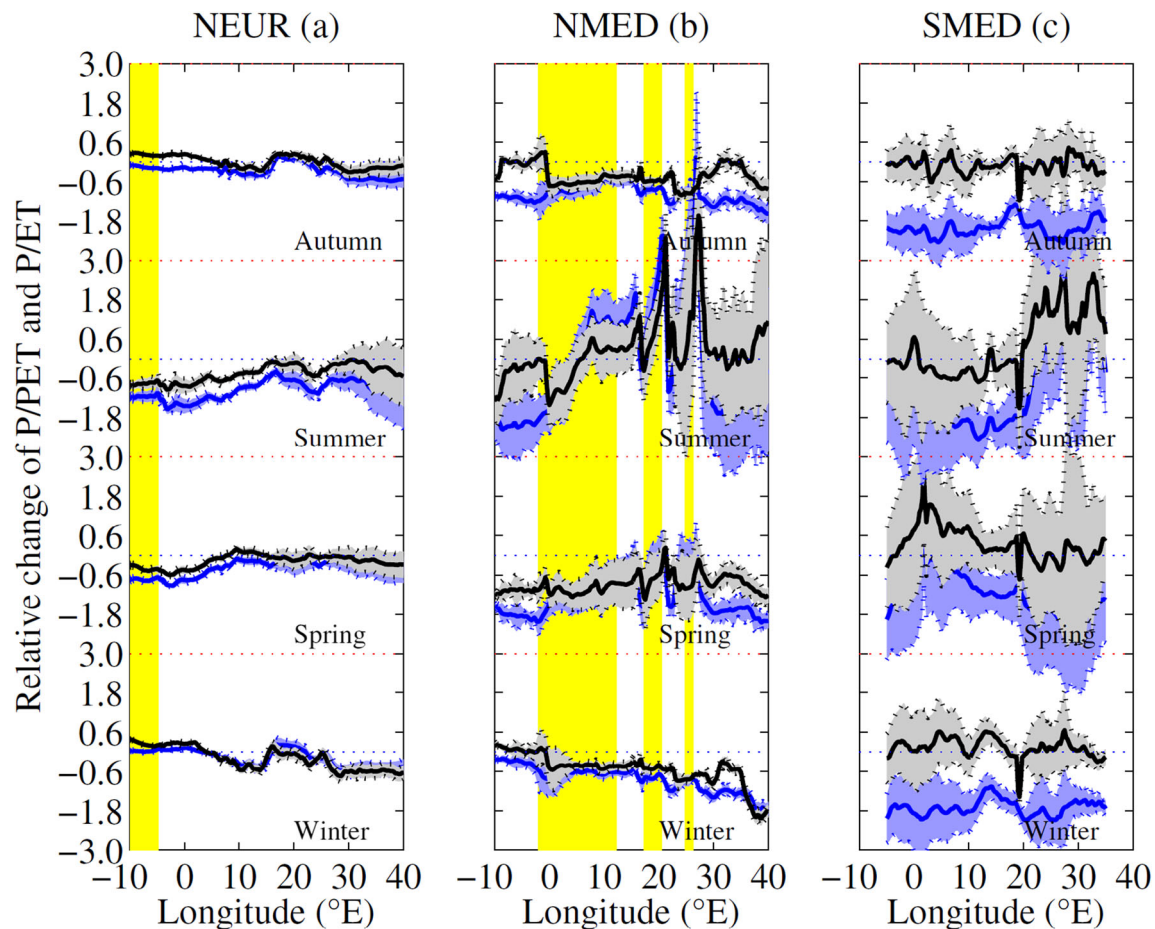 NEUR (a)
NMED (b)
SMED (c)
Relative change of P/PET and P/ET
3.0
1.8
0.6
−0.6
−1.8
3.0
1.8
0.6
−0.6
−1.8
3.0
1.8
0.6
−0.6
−1.8
3.0
1.8
0.6
−0.6
−1.8
−3.0
Autumn
Summer
Spring
Winter
Autumn
Summer
Spring
Winter
Autumn
Summer
Spring
Winter
−10 0 10 20 30 40
−10 0 10 20 30 40
−10 0 10 20 30 40
Longitude (°E)
Longitude (°E)
Longitude (°E)